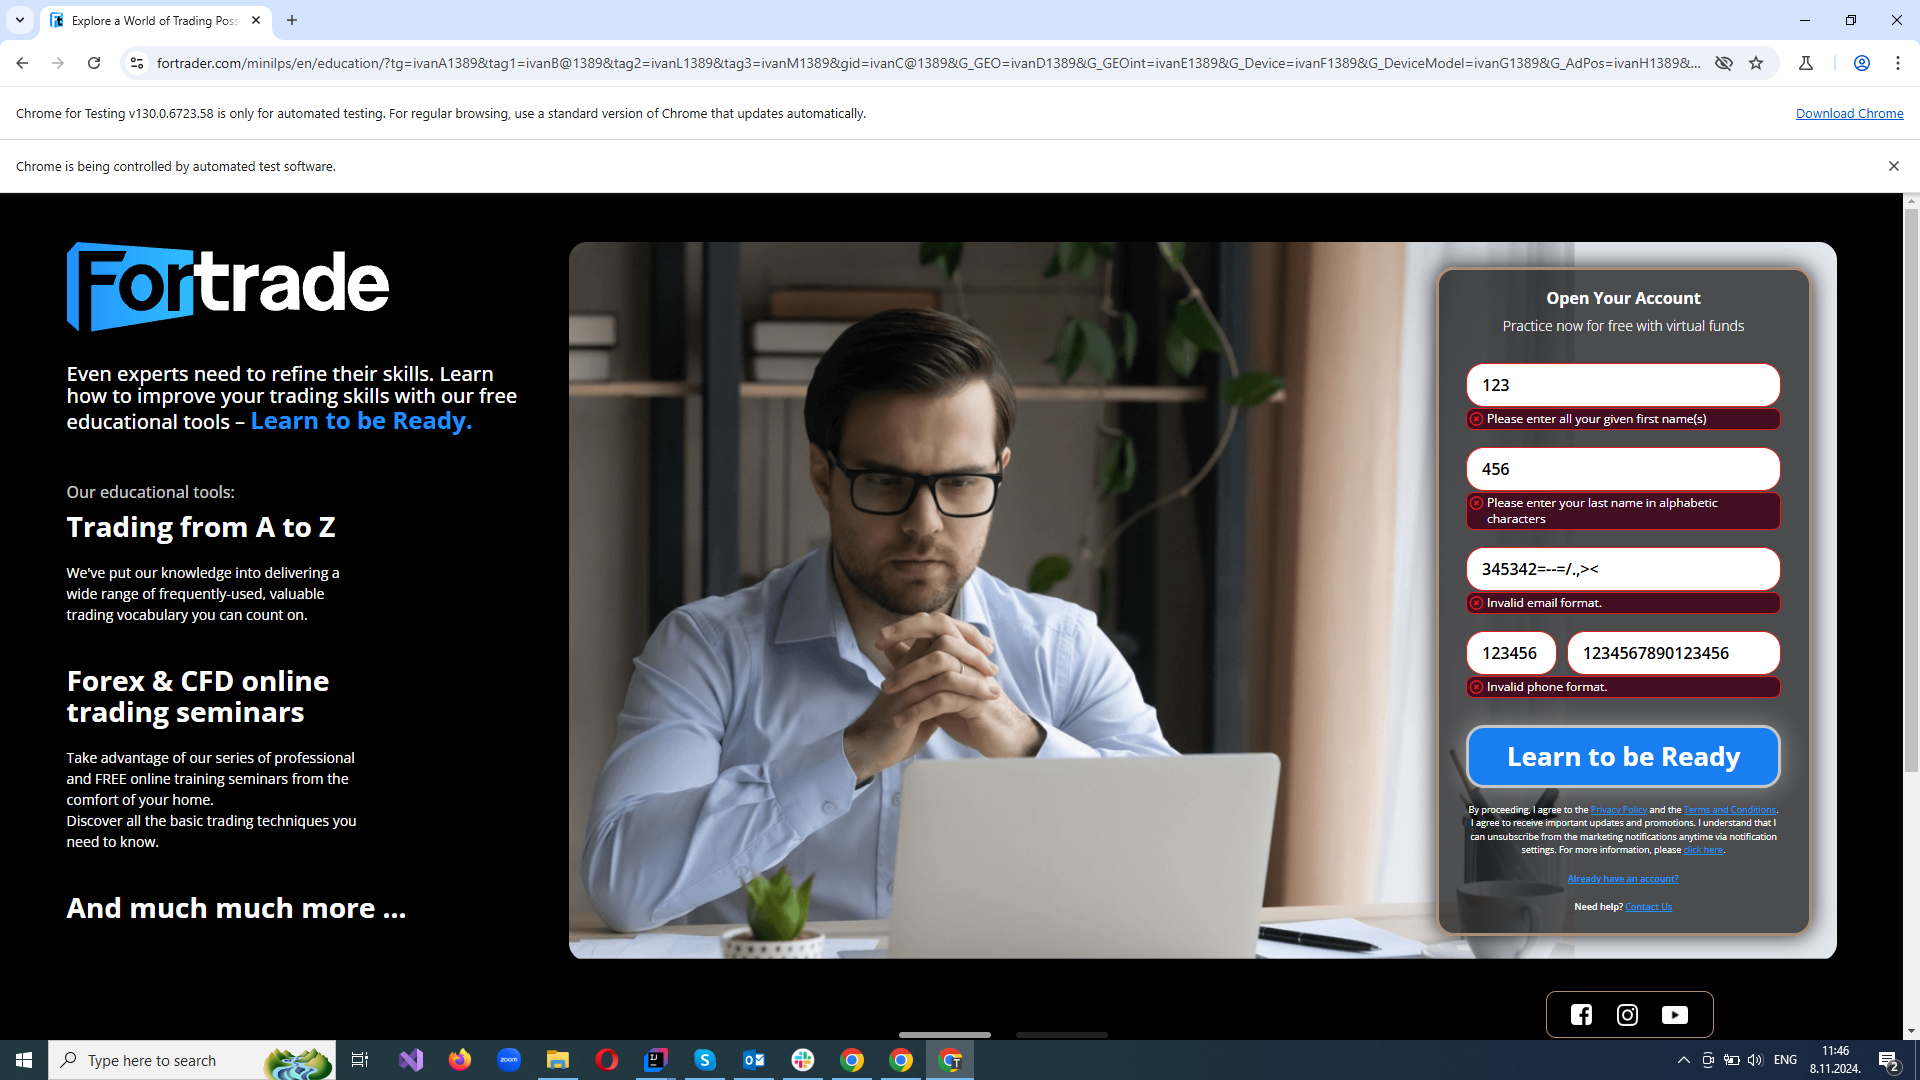 Explore a World of Trading Poss
fortrader.com/minilps/en/education/?tg=ivanA1389&tag1=ivanB@1389&tag2=ivanL1389&tag3=ivanM1389&gid=ivanC@1389&G_GEO=ivanD1389&G_GEOint=ivanE1389&G_Device=ivanF1389&G_DeviceModel=ivanG1389&G_AdPos=ivanH1389&...
Chrome for Testing v130.0.6723.58 is only for automated testing. For regular browsing, use a standard version of Chrome that updates automatically.
Download Chrome
Chrome is being controlled by automated test software.
Fortrade
Even experts need to refine their skills. Learn
how to improve your trading skills with our free
educational tools – Learn to be Ready.
Our educational tools:
Trading from A to Z
We've put our knowledge into delivering a
wide range of frequently-used, valuable
trading vocabulary you can count on.
Forex & CFD online
trading seminars
Take advantage of our series of professional
and FREE online training seminars from the
comfort of your home.
Discover all the basic trading techniques you
need to know.
And much much more ...
Open Your Account
Practice now for free with virtual funds
123
Please enter all your given first name(s)
456
Please enter your last name in alphabetic
characters
345342=--=/.,><
Invalid email format.
123456
1234567890123456
Invalid phone format.
Learn to be Ready
By proceeding, I agree to the Privacy Policy and the Terms and Conditions.
I agree to receive important updates and promotions. I understand that I
can unsubscribe from the marketing notifications anytime via notification
settings. For more information, please click here.
Already have an account?
Need help? Contact Us
Type here to search
zoom
ENG
11:46
8.11.2024.
2